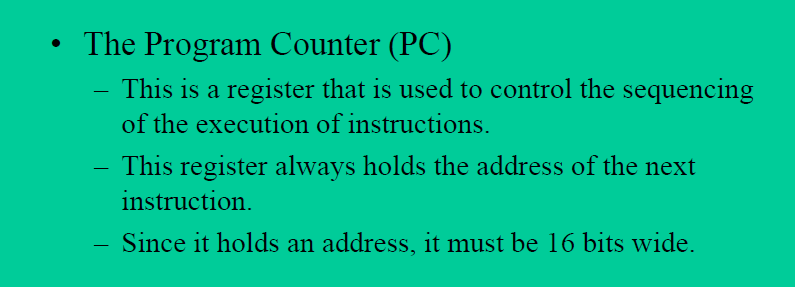 • The Program Counter (PC)
– This is a register that is used to control the sequencing
of the execution of instructions.
– This register always holds the address of the next
instruction.
– Since it holds an address, it must be 16 bits wide.